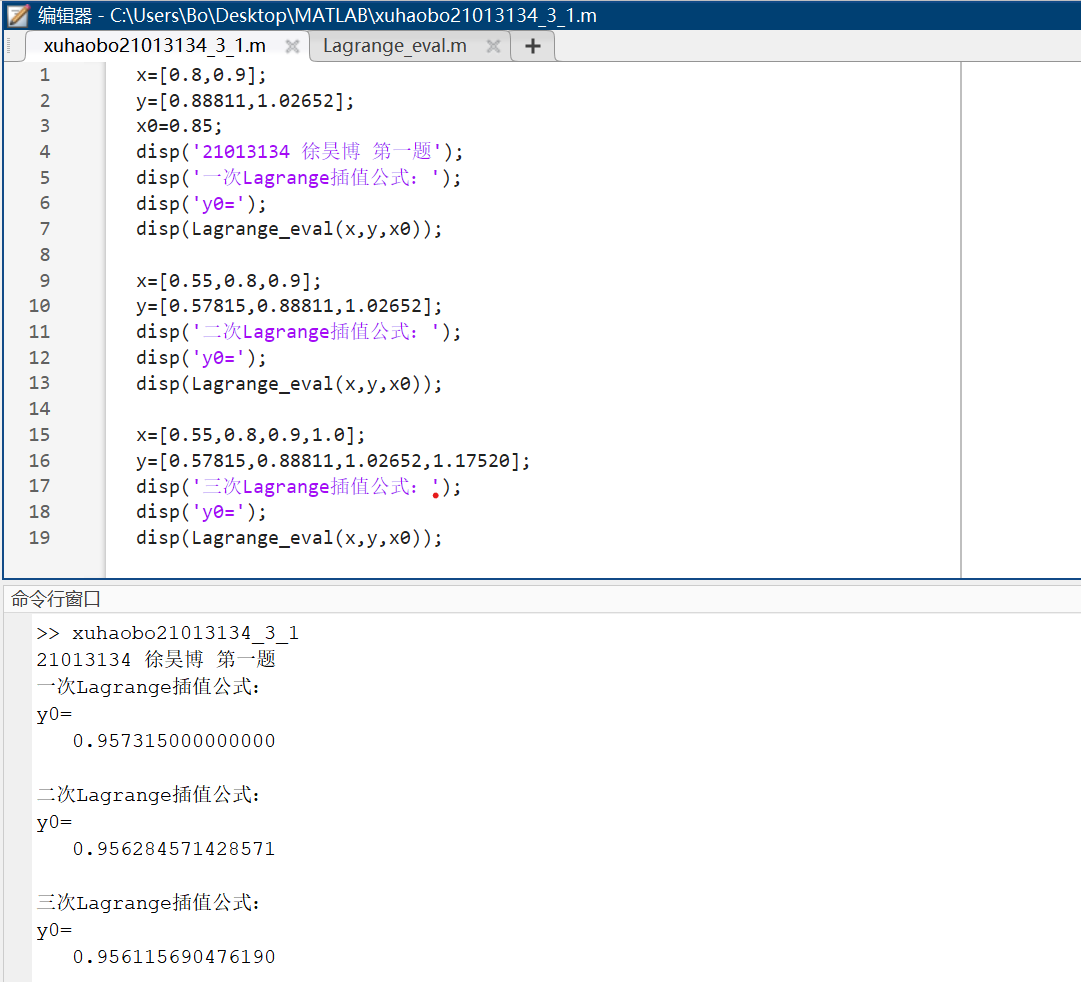 编辑器 - C:\Users\Bo\Desktop\MATLAB\xuhaobo21013134_3_1.m
xuhaobo21013134_3_1.m × Lagrange_eval.m × +
1 x=[0.8,0.9];
2 y=[0.88811,1.02652];
3 x0=0.85;
4 disp('21013134 徐昊博 第一题');
5 disp('一次Lagrange插值公式：');
6 disp('y0=');
7 disp(Lagrange_eval(x,y,x0));
8
9 x=[0.55,0.8,0.9];
10 y=[0.57815,0.88811,1.02652];
11 disp('二次Lagrange插值公式：');
12 disp('y0=');
13 disp(Lagrange_eval(x,y,x0));
14
15 x=[0.55,0.8,0.9,1.0];
16 y=[0.57815,0.88811,1.02652,1.17520];
17 disp('三次Lagrange插值公式：');
18 disp('y0=');
19 disp(Lagrange_eval(x,y,x0));
命令行窗口
>> xuhaobo21013134_3_1
21013134 徐昊博 第一题
一次Lagrange插值公式：
y0=
0.957315000000000
二次Lagrange插值公式：
y0=
0.956284571428571
三次Lagrange插值公式：
y0=
0.956115690476190